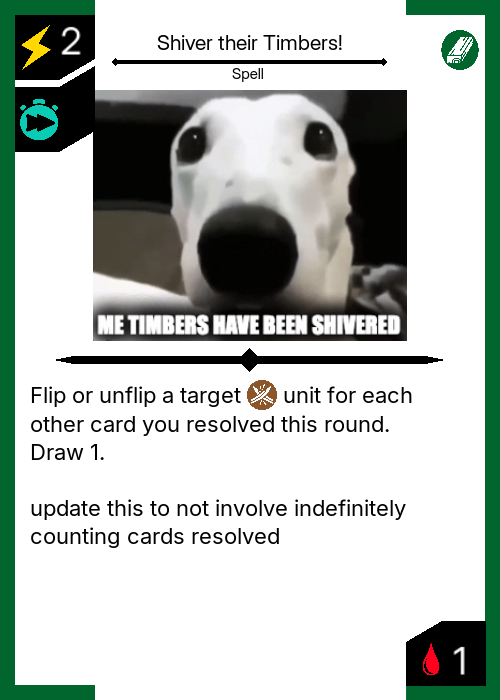 2
Shiver their Timbers!
Spell
ME TIMBERS HAVE BEEN SHIVERED
Flip or unflip a target unit for each
other card you resolved this round.
Draw 1.
update this to not involve indefinitely
counting cards resolved
1